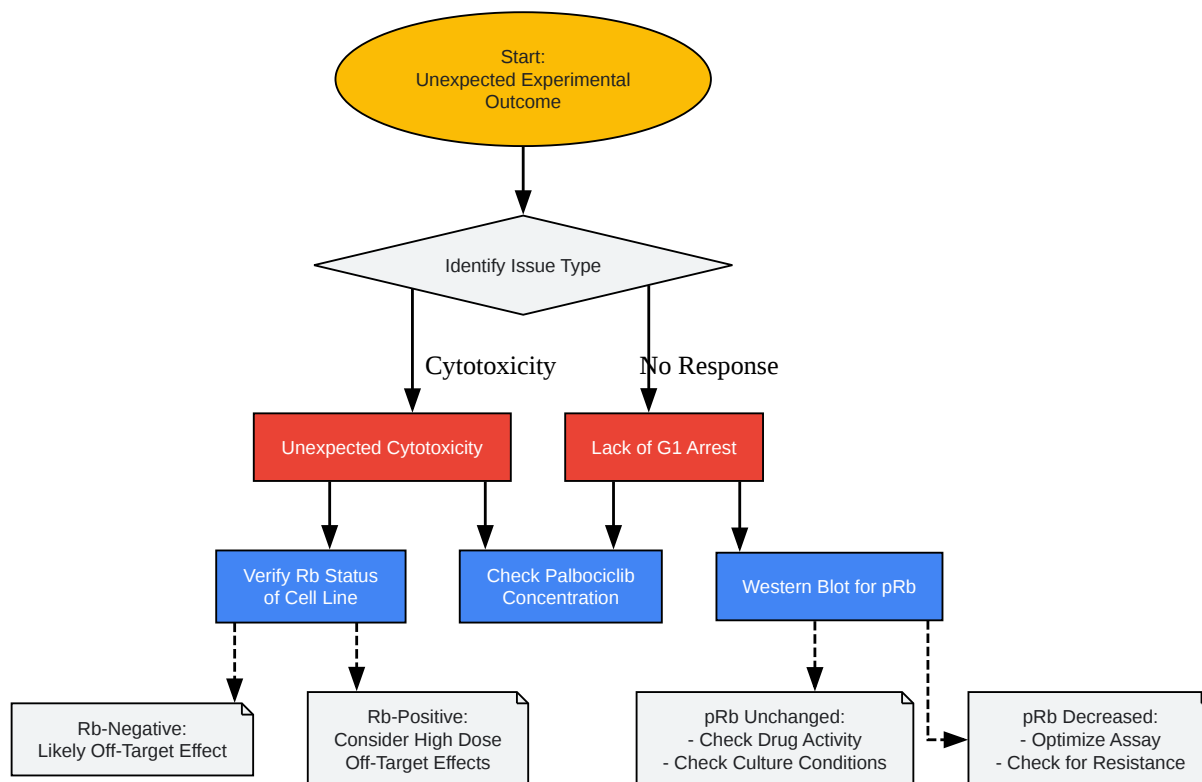 Start:
Unexpected Experimental
Outcome
Identify Issue Type
Cytotoxicity
No Response
Unexpected Cytotoxicity
Lack of G1 Arrest
Verify Rb Status
of Cell Line
Check Palbociclib
Concentration
Western Blot for pRb
Rb-Negative:
Likely Off-Target Effect
Rb-Positive:
Consider High Dose
Off-Target Effects
pRb Unchanged:
- Check Drug Activity
- Check Culture Conditions
pRb Decreased:
- Optimize Assay
- Check for Resistance